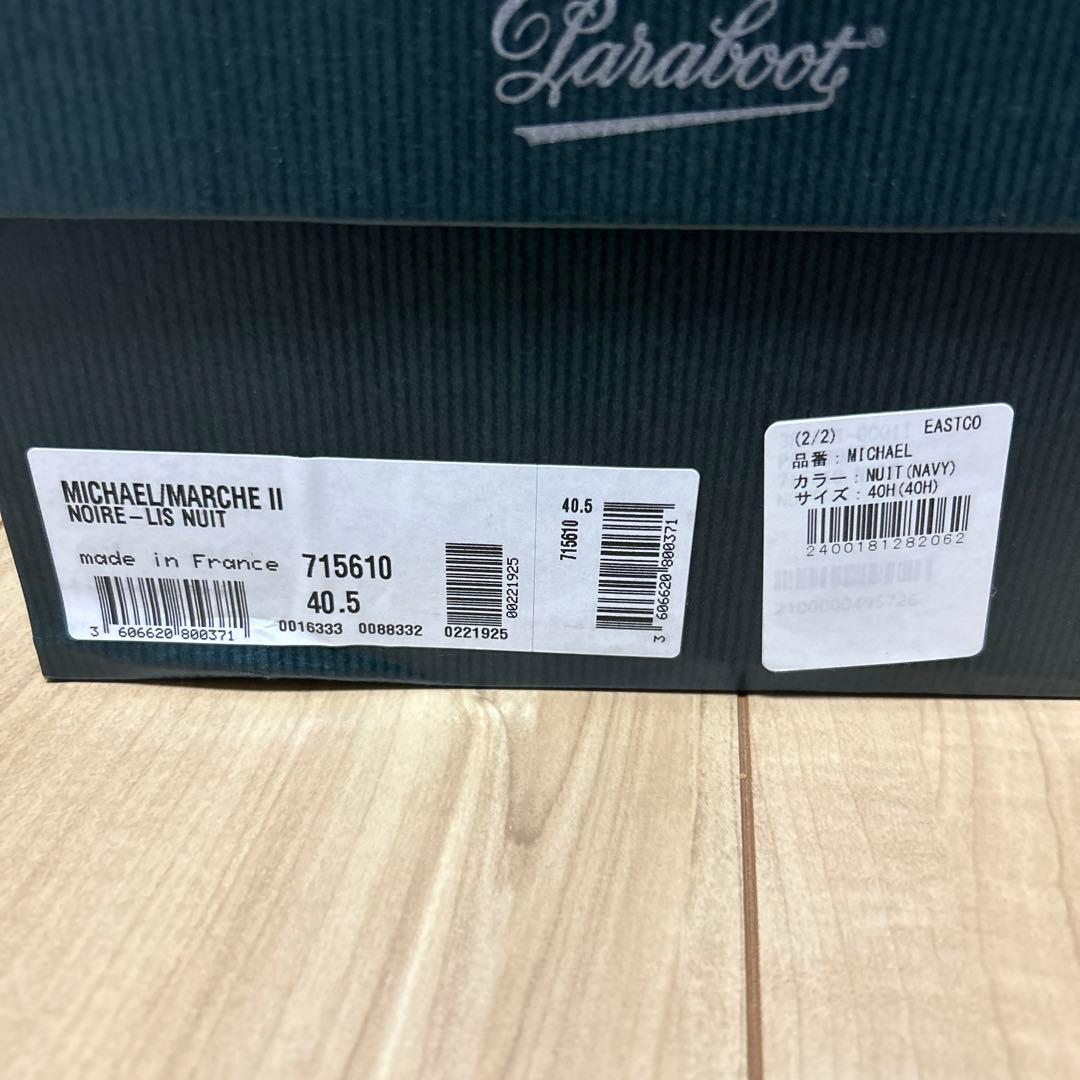 Paraboot®
MICHAEL/MARCHE II
NOIRE-LIS NUIT
made in France 715610
40.5
3 606620 800371
0016333 0088332 0221925
00221925
40.5
715610
3 606620 800371
(2/2) EASTCO
品番：MICHAEL
カラー：NUIT(NAVY)
サイズ：40H(40H)
2400181282062
2100000495726